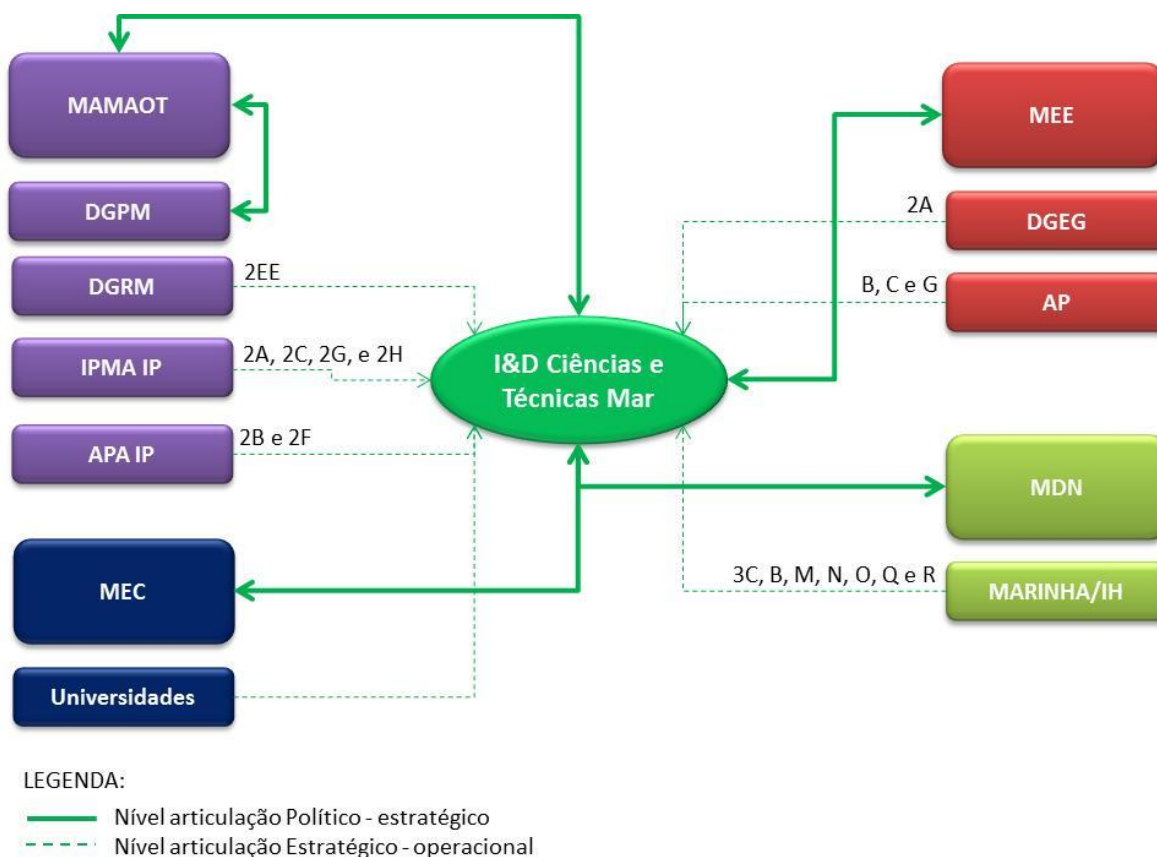 MAMAOT
MEE
DGPM
2A
DGEG
DGRM
2EE
B, C e G
AP
IPMA IP
2A, 2C, 2G, e 2H
I&D Ciências e
Técnicas Mar
APA IP
2B e 2F
MDN
MEC
3C, B, M, N, O, Q e R
MARINHA/IH
Universidades
LEGENDA:
Nível articulação Político - estratégico
Nível articulação Estratégico - operacional